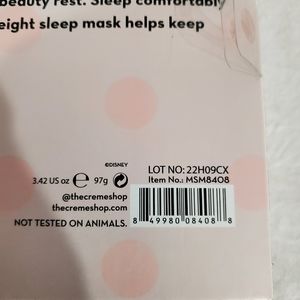 beauty rest. Sleep comfortably
eight sleep mask helps keep
©DISNEY
LOT NO: 22H09CX
3.42 US oz e 97g
Item No.: MSM8408
@thecremeshop
thecremeshop.com
NOT TESTED ON ANIMALS.
8 49980 08408 8